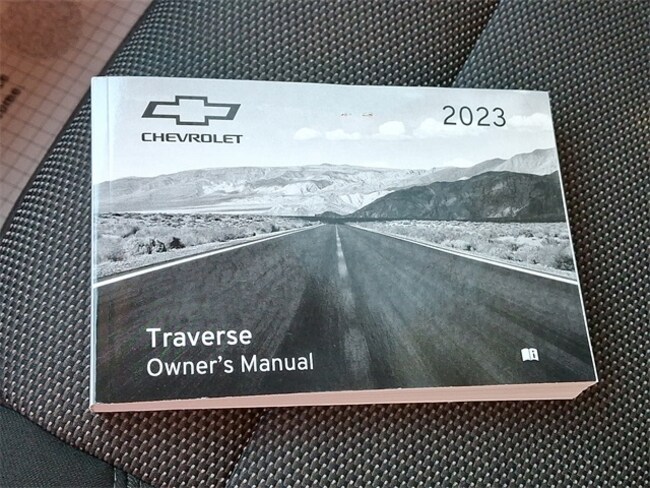 CHEVROLET
2023
Traverse
Owner's Manual